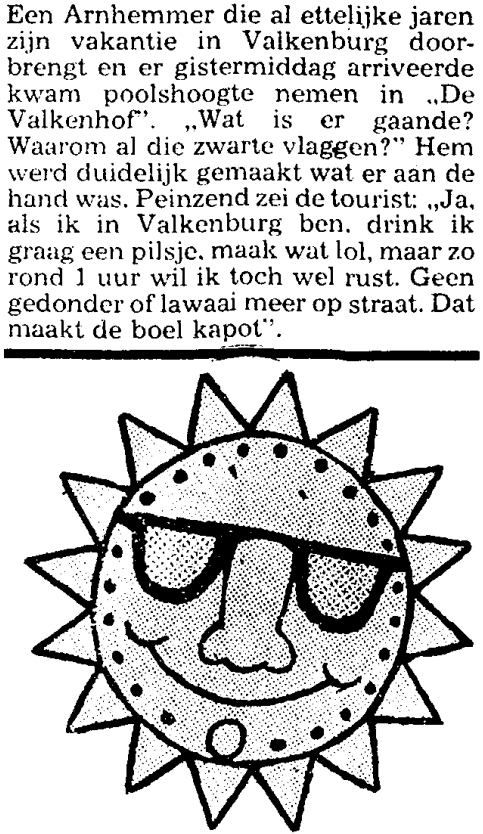 Een Arnhemmer die al ettelijke jaren
zijn vakantie in Valkenburg door-
brengt en er gistermiddag arriveerde
kwam poolshoogte nemen in „De
Valkenhof”. „Wat is er gaande?
Waarom al die zwarte vlaggen?” Hem
werd duidelijk gemaakt wat er aan de
hand was. Peinzend zei de tourist: „Ja,
als ik in Valkenburg ben, drink ik
graag een pilsje, maak wat lol, maar zo
rond 1 uur wil ik toch wel rust. Geen
gedonder of lawaai meer op straat. Dat
maakt de boel kapot”.